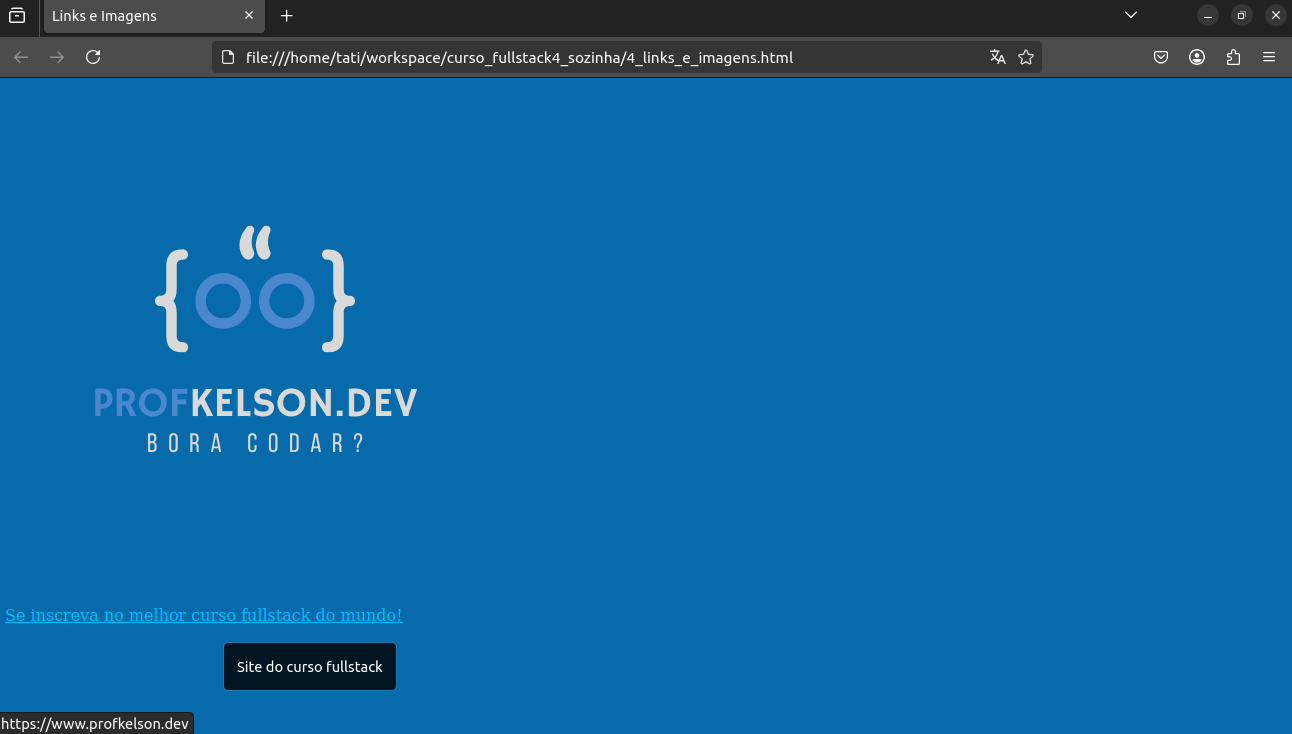 Links e Imagens
file:///home/tati/workspace/curso_fullstack4_sozinha/4_links_e_imagens.html
PROFKELSON.DEV
BORA CODAR?
Se inscreva no melhor curso fullstack do mundo!
Site do curso fullstack
https://www.profkelson.dev